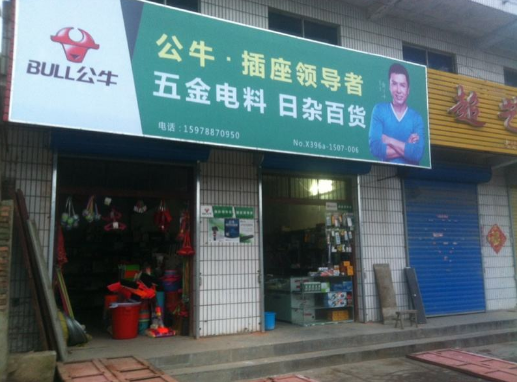 BULL公牛
公牛·插座领导者
五金电料 日杂百货
电话:15978870950
No.X396a-1507-006
超